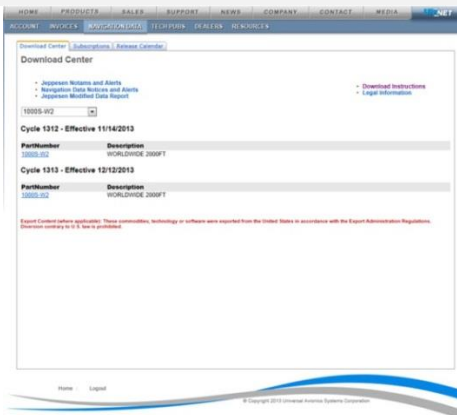 HOME PRODUCTS SALES SUPPORT NEWS COMPANY CONTACT MEDIA
ACCOUNT INVOICES NAVIGATION DATA TECH PUBS DEALERS RESOURCES
Download Center Subscriptions Release Calendar
Download Center
Jeppesen Notams and Alerts
Navigation Data Notices and Alerts
Jeppesen Modified Data Report
Download Instructions
Legal Information
10005-W2
Cycle 1312 - Effective 11/14/2013
PartNumber Description
10005-W2 WORLDWIDE 2000FT
Cycle 1313 - Effective 12/12/2013
PartNumber Description
10005-W2 WORLDWIDE 2000FT
Export Content (where applicable): These commodities, technology or software were exported from the United States in accordance with the Export Administration Regulations.
Diversion contrary to U.S. law is prohibited.
Home Logout
© Copyright 2013 Universal Avionics Systems Corporation